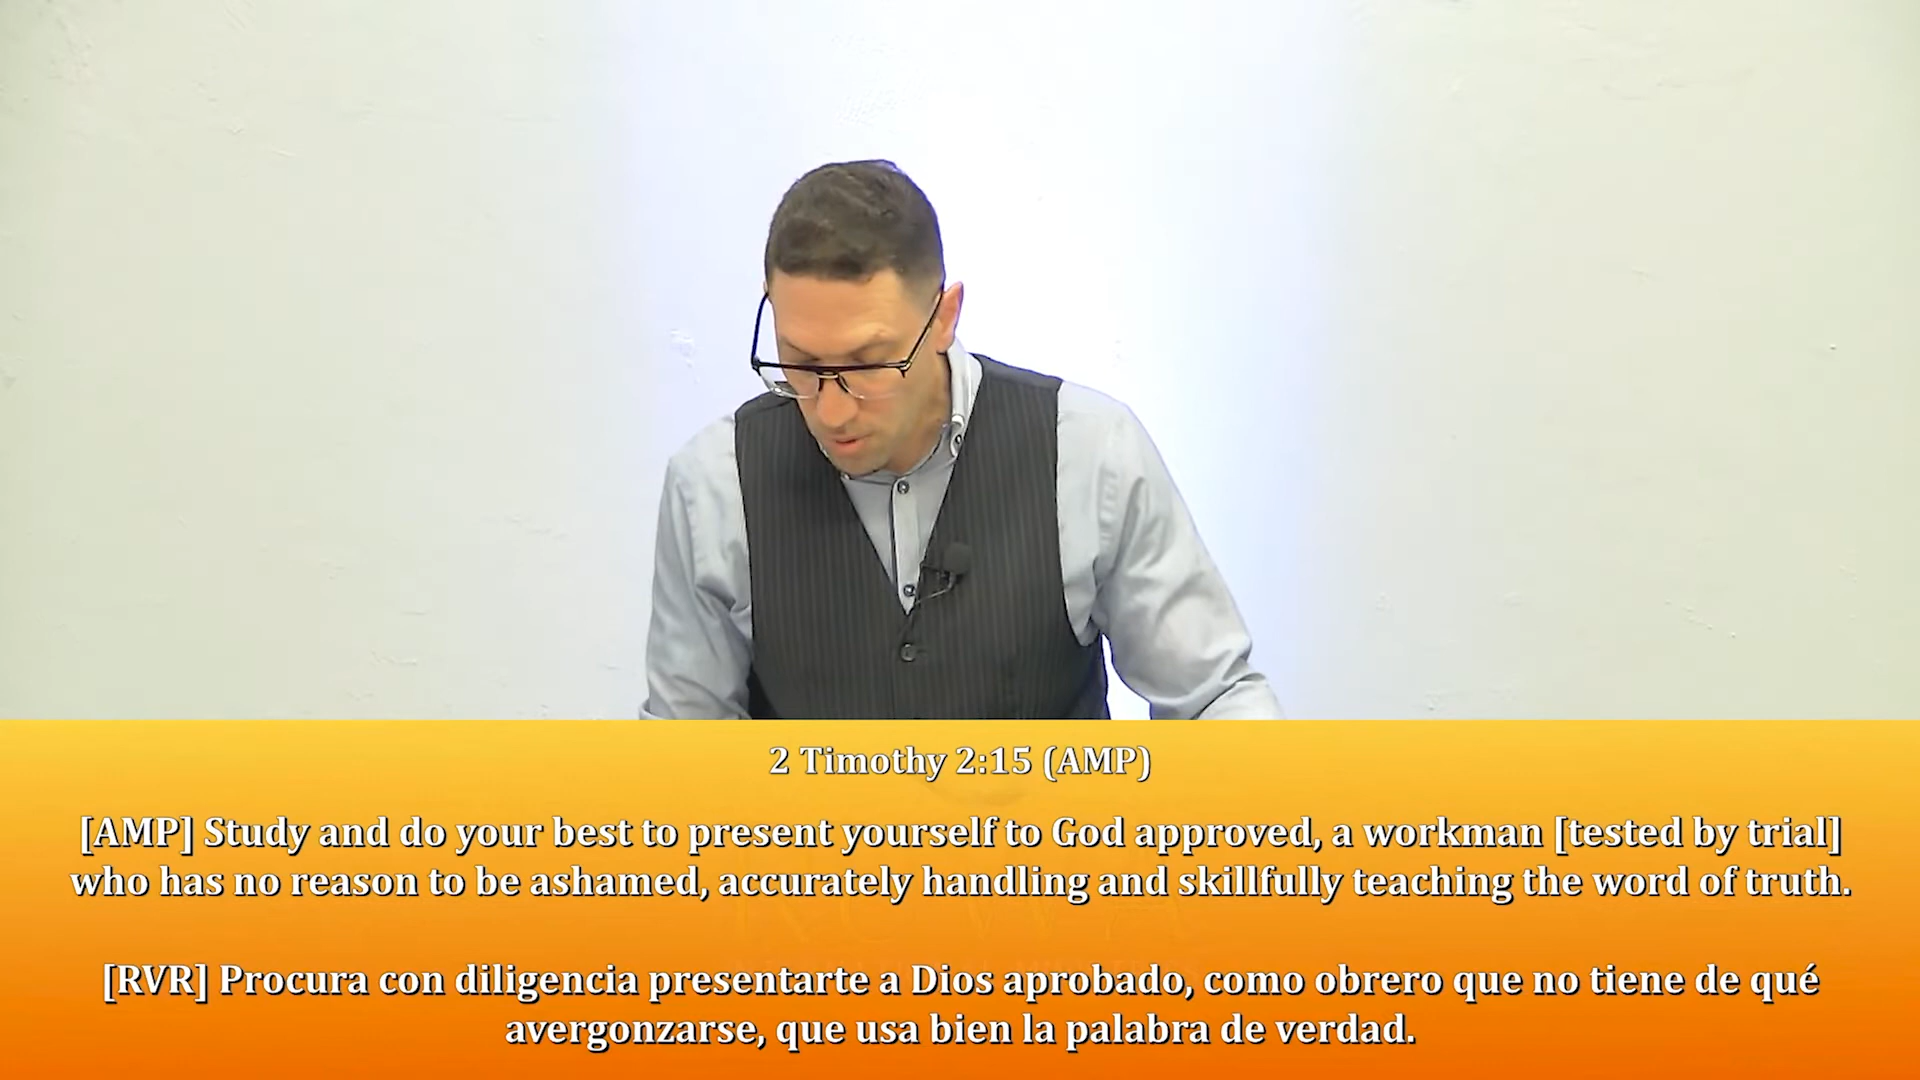 2 Timothy 2:15 (AMP)
[AMP] Study and do your best to present yourself to God approved, a workman [tested by trial]
who has no reason to be ashamed, accurately handling and skillfully teaching the word of truth.
[RVR] Procura con diligencia presentarte a Dios aprobado, como obrero que no tiene de qué
avergonzarse, que usa bien la palabra de verdad.